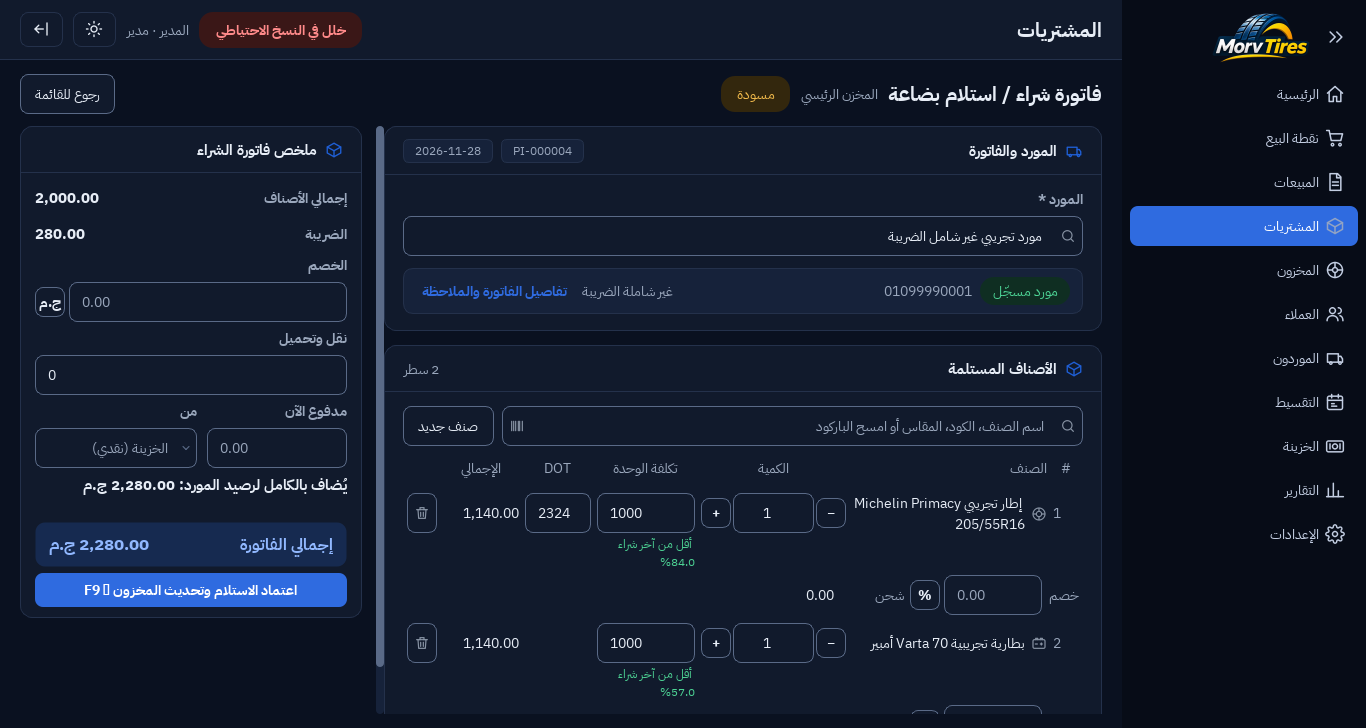 Morv Tires
الرئيسية
نقطة البيع
المبيعات
المشتريات
المخزون
العملاء
الموردون
التقسيط
الخزينة
التقارير
الإعدادات
المشتريات
خلل في النسخ الاحتياطي
المدير · مدير
فاتورة شراء / استلام بضاعة
المخزن الرئيسي
مسودة
رجوع للقائمة
المورد والفاتورة
PI-000004
2026-11-28
المورد *
مورد تجريبي غير شامل الضريبة
مورد مسجّل
01099990001
غير شاملة الضريبة
تفاصيل الفاتورة والملاحظة
الأصناف المستلمة
2 سطر
اسم الصنف، الكود، المقاس أو امسح الباركود
صنف جديد
# الصنف الكمية تكلفة الوحدة DOT الإجمالي
1 إطار تجريبي Michelin Primacy
205/55R16
− 1 + 1000 2324 1,140.00
أقل من آخر شراء
%84.0
خصم 0.00 % شحن 0.00
2 بطارية تجريبية Varta 70 أمبير − 1 + 1000 1,140.00
أقل من آخر شراء
%57.0
ملخص فاتورة الشراء
إجمالي الأصناف 2,000.00
الضريبة 280.00
الخصم
0.00 ج.م
نقل وتحميل
0
مدفوع الآن من
0.00 الخزينة (نقدي)
يُضاف بالكامل لرصيد المورد: 2,280.00 ج.م
إجمالي الفاتورة 2,280.00 ج.م
اعتماد الاستلام وتحديث المخزون F9